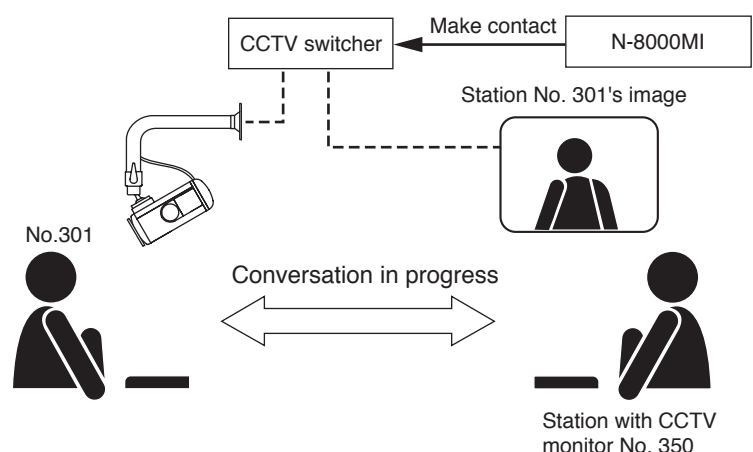 CCTV switcher
Make contact
N-8000MI
Station No. 301's image
No.301
Conversation in progress
Station with CCTV
monitor No. 350